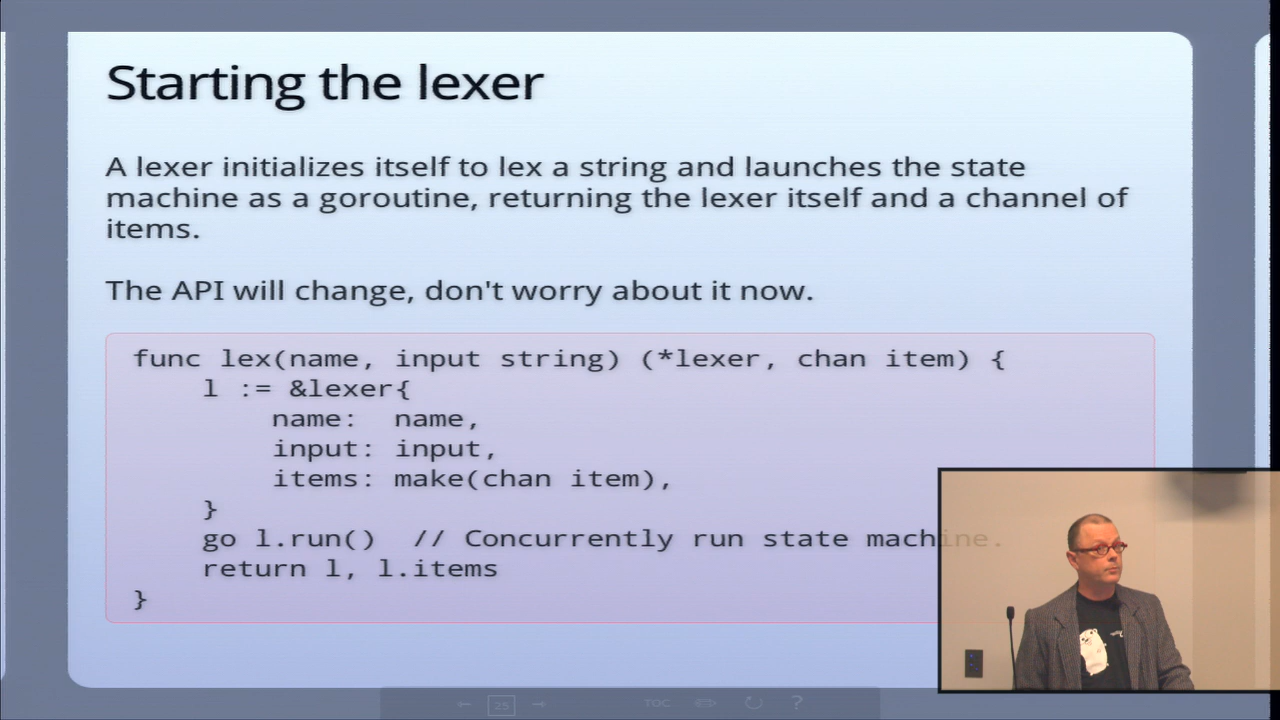 Starting the lexer
A lexer initializes itself to lex a string and launches the state
machine as a goroutine, returning the lexer itself and a channel of
items.
The API will change, don't worry about it now.
func lex(name, input string) (*lexer, chan item) {
    l := &lexer{
        name:  name,
        input: input,
        items: make(chan item),
    }
    go l.run()  // Concurrently run state machine.
    return l, l.items
}
25 TOC ?